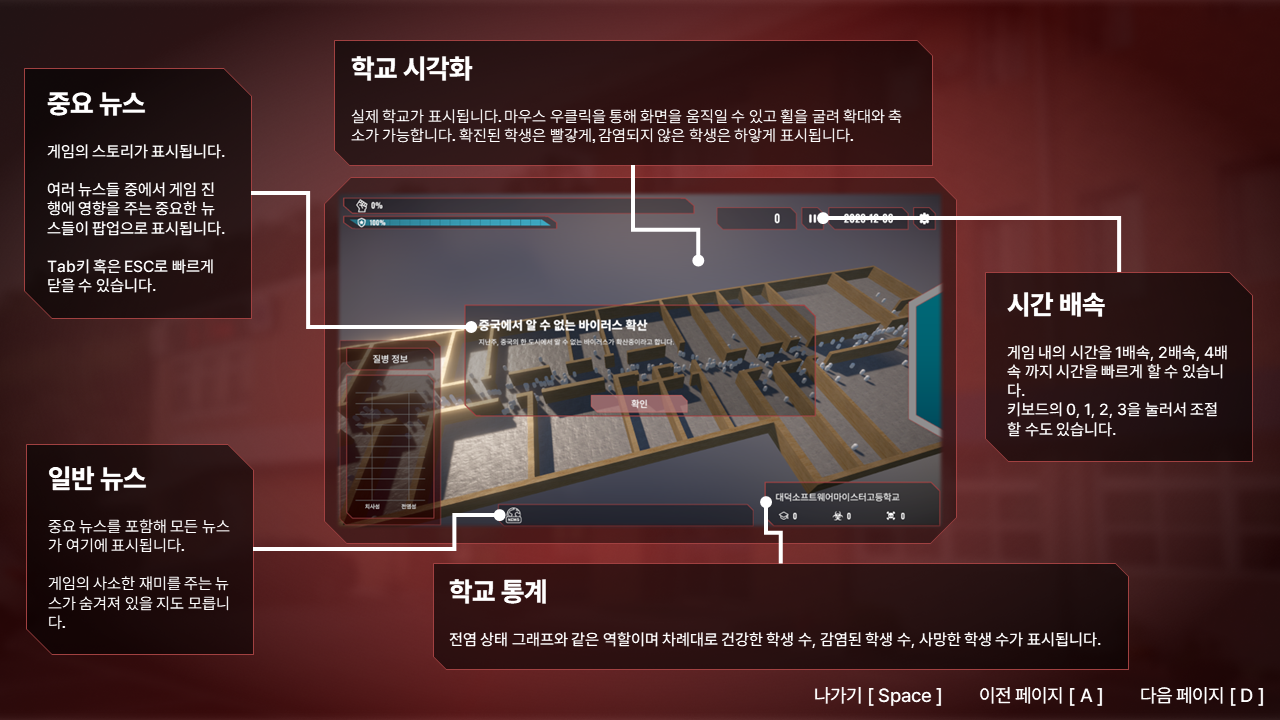 학교 시각화
실제 학교가 표시됩니다. 마우스 우클릭을 통해 화면을 움직일 수 있고 휠을 굴려 확대와 축
소가 가능합니다. 확진된 학생은 빨갛게, 감염되지 않은 학생은 하얗게 표시됩니다.
중요 뉴스
게임의 스토리가 표시됩니다.
여러 뉴스들 중에서 게임 진
행에 영향을 주는 중요한 뉴
스들이 팝업으로 표시됩니다.
Tab키 혹은 ESC로 빠르게
닫을 수 있습니다.
0%
100%
0
중국에서 알 수 없는 바이러스 확산
지난주, 중국의 한 도시에서 알 수 없는 바이러스가 확산중이라고 합니다.
확인
질병 정보
치사성 전염성
NEWS
대덕소프트웨어마이스터고등학교
0 0 0
시간 배속
게임 내의 시간을 1배속, 2배속, 4배
속 까지 시간을 빠르게 할 수 있습니
다.
키보드의 0, 1, 2, 3을 눌러서 조절
할 수도 있습니다.
일반 뉴스
중요 뉴스를 포함해 모든 뉴스
가 여기에 표시됩니다.
게임의 사소한 재미를 주는 뉴
스가 숨겨져 있을 지도 모릅니
다.
학교 통계
전염 상태 그래프와 같은 역할이며 차례대로 건강한 학생 수, 감염된 학생 수, 사망한 학생 수가 표시됩니다.
나가기 [ Space ] 이전 페이지 [ A ] 다음 페이지 [ D ]